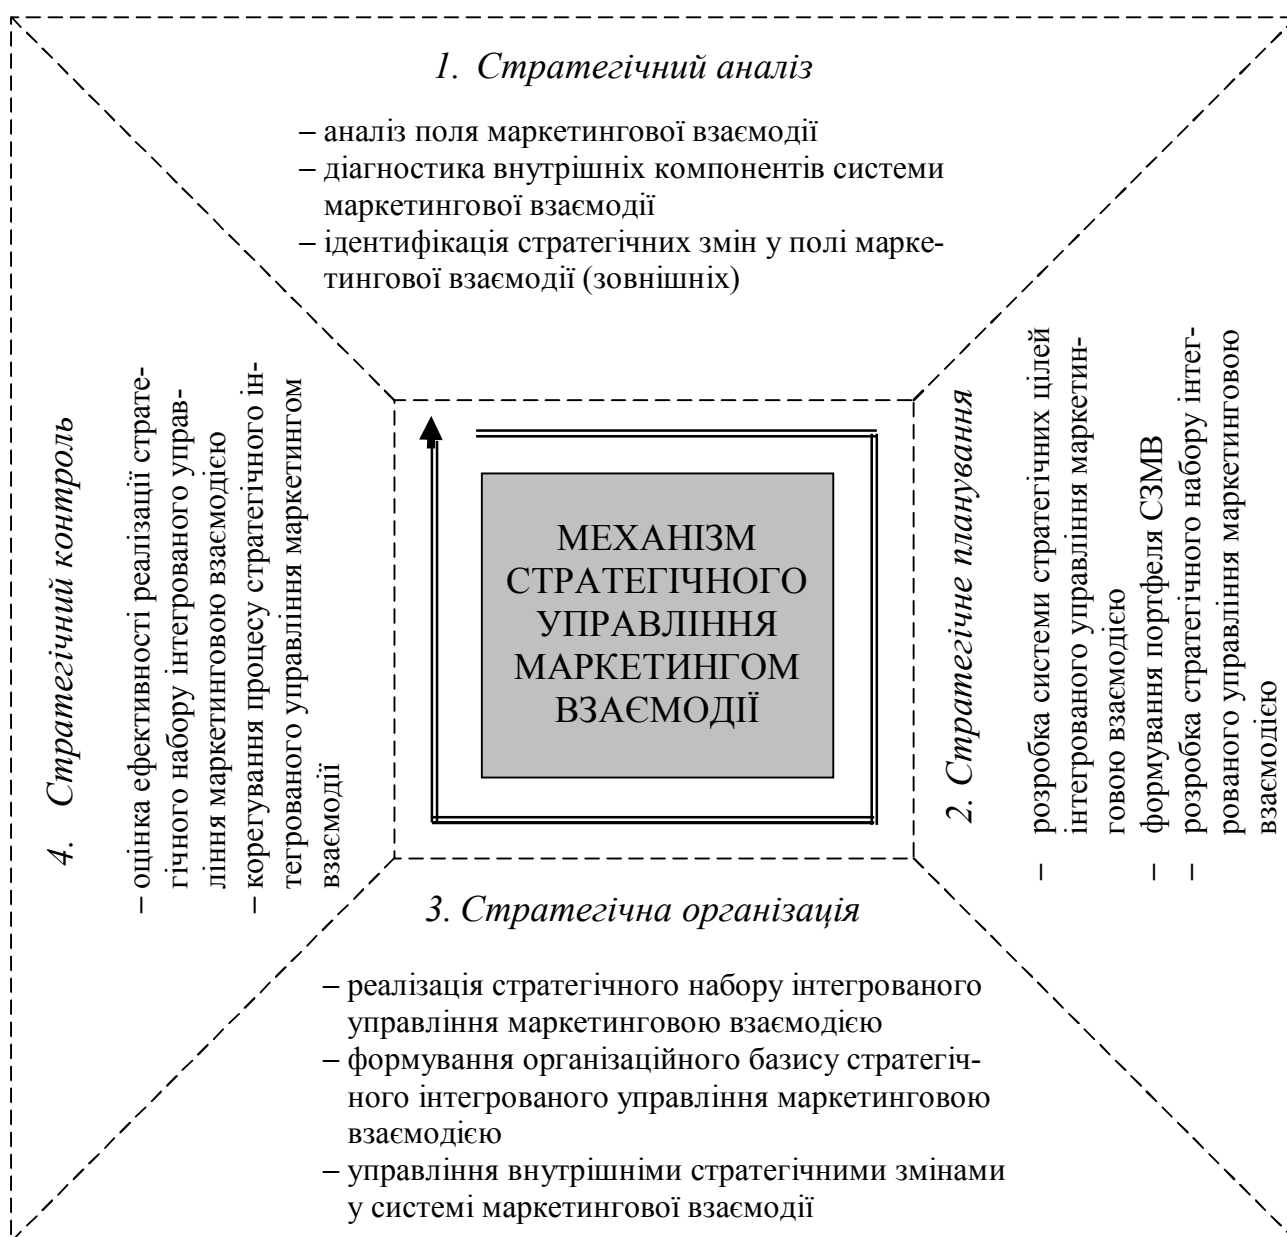 1. Стратегічний аналіз
– аналіз поля маркетингової взаємодії
– діагностика внутрішніх компонентів системи
маркетингової взаємодії
– ідентифікація стратегічних змін у полі марке-
тингової взаємодії (зовнішніх)
2. Стратегічне планування
– розробка системи стратегічних цілей
інтегрованого управління маркетин-
говою взаємодією
– формування портфеля СЗМВ
– розробка стратегічного набору інтег-
рованого управління маркетинговою
взаємодією
МЕХАНІЗМ
СТРАТЕГІЧНОГО
УПРАВЛІННЯ
МАРКЕТИНГОМ
ВЗАЄМОДІЇ
3. Стратегічна організація
– реалізація стратегічного набору інтегрованого
управління маркетинговою взаємодією
– формування організаційного базису стратегіч-
ного інтегрованого управління маркетинговою
взаємодією
– управління внутрішніми стратегічними змінами
у системі маркетингової взаємодії
4. Стратегічний контроль
– оцінка ефективності реалізації страте-
гічного набору інтегрованого управ-
ління маркетинговою взаємодією
– корегування процесу стратегічного ін-
тегрованого управління маркетингом
взаємодії